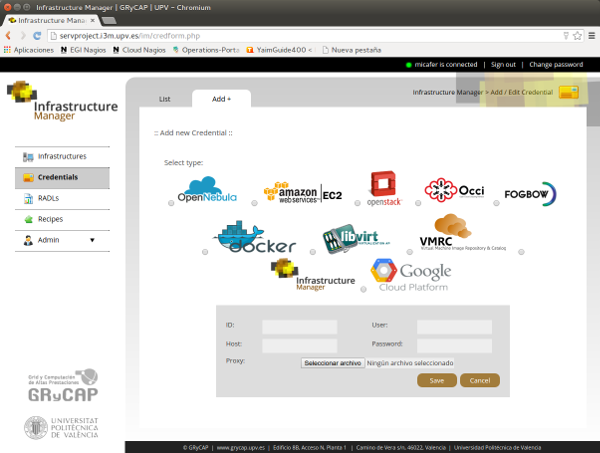 Infrastructure Manager | GRyCAP | UPV - Chromium
Infrastructure Mana
servproject.i3m.upv.es/im/credform.php
Aplicaciones EGI Nagios Cloud Nagios Operations-Porta YaimGuide400 < Nueva pestaña
micafer is connected | Sign out | Change password
Infrastructure Manager
List
Add +
Infrastructure Manager > Add / Edit Credential
:: Add new Credential ::
Infrastructures
Credentials
RADLs
Recipes
Admin
Select type:
OpenNebula
amazon web services™ | EC2
openstack
Occi
FOGBOW
docker
libvirt
VIRTUALIZATION API
VMRC
Virtual Machine Image Repository & Catalog
Infrastructure Manager
Google
Cloud Platform
ID:
User:
Host:
Password:
Proxy:
Seleccionar archivo
Ningún archivo seleccionado
Save
Cancel
Grid y Computación
de Altas Prestaciones
GRyCAP
UNIVERSITAT
POLITÈCNICA
DE VALÈNCIA
© GRyCAP | www.grycap.upv.es | Edificio 8B, Acceso N, Planta 1 | Camino de Vera s/n, 46022, Valencia | Universidad Politécnica de Valencia